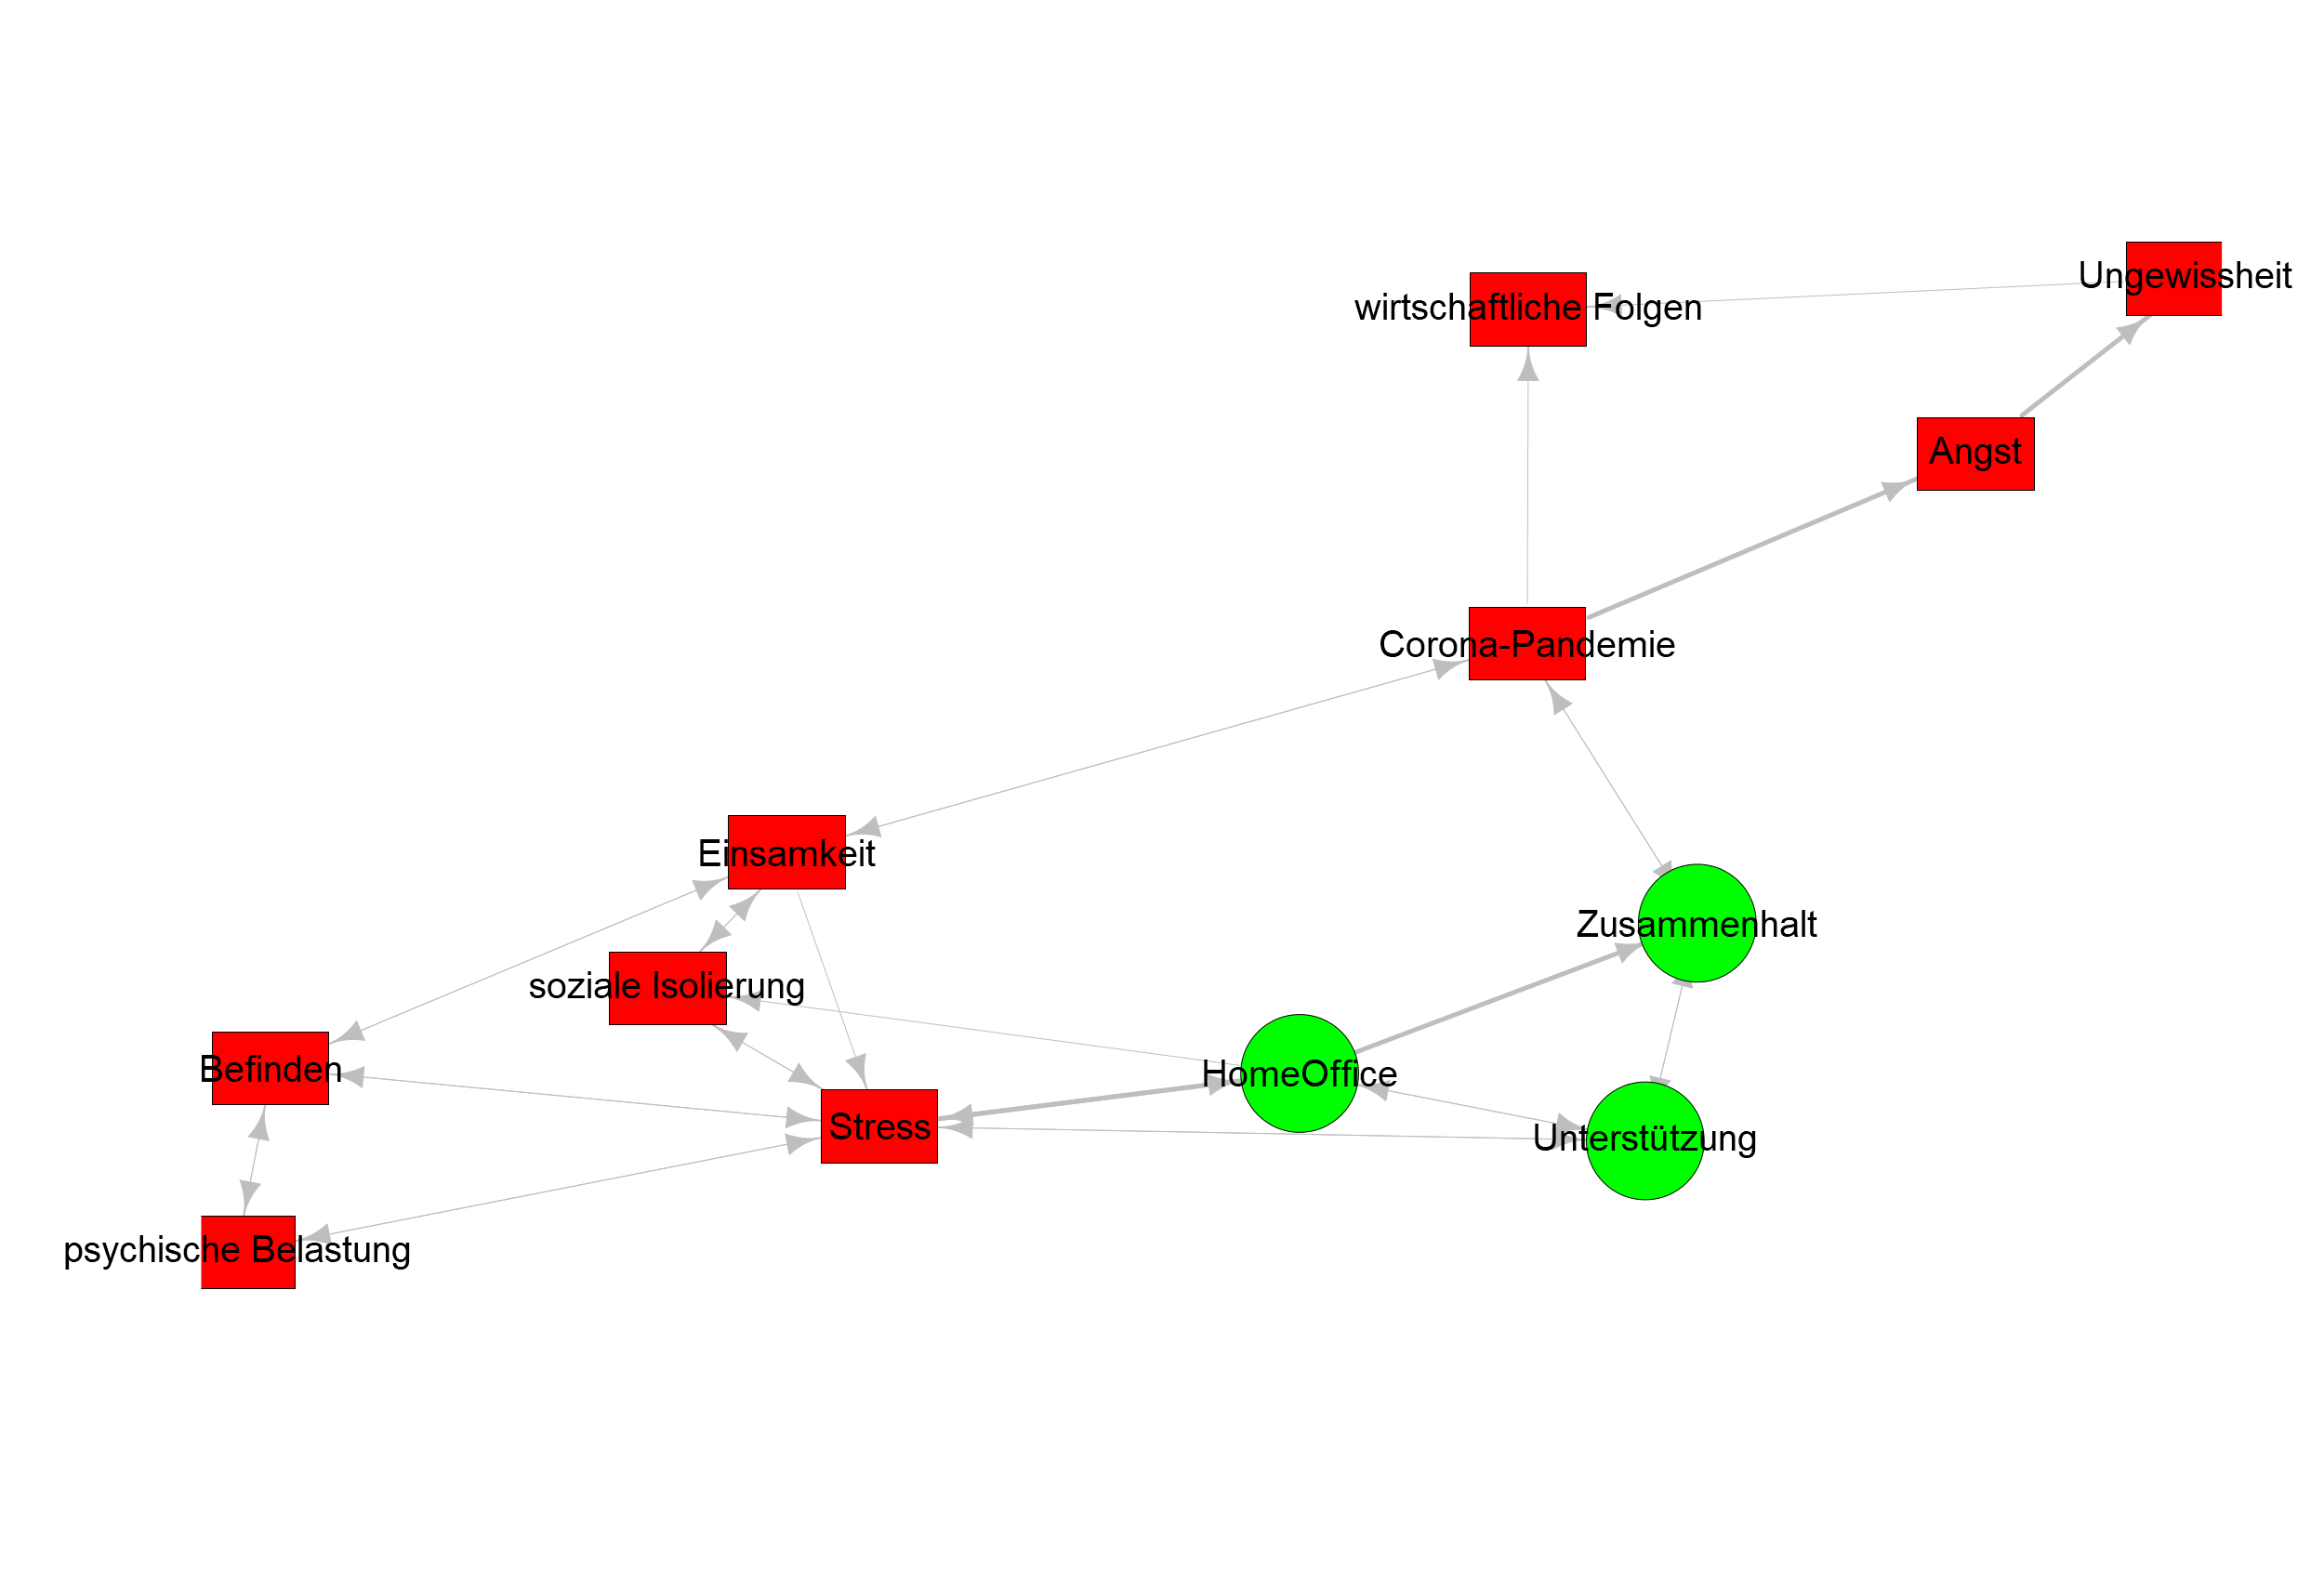 Ungewissheit
wirtschaftliche Folgen
Angst
Corona-Pandemie
Einsamkeit
Zusammenhalt
soziale Isolierung
Befinden
HomeOffice
Stress
Unterstützung
psychische Belastung